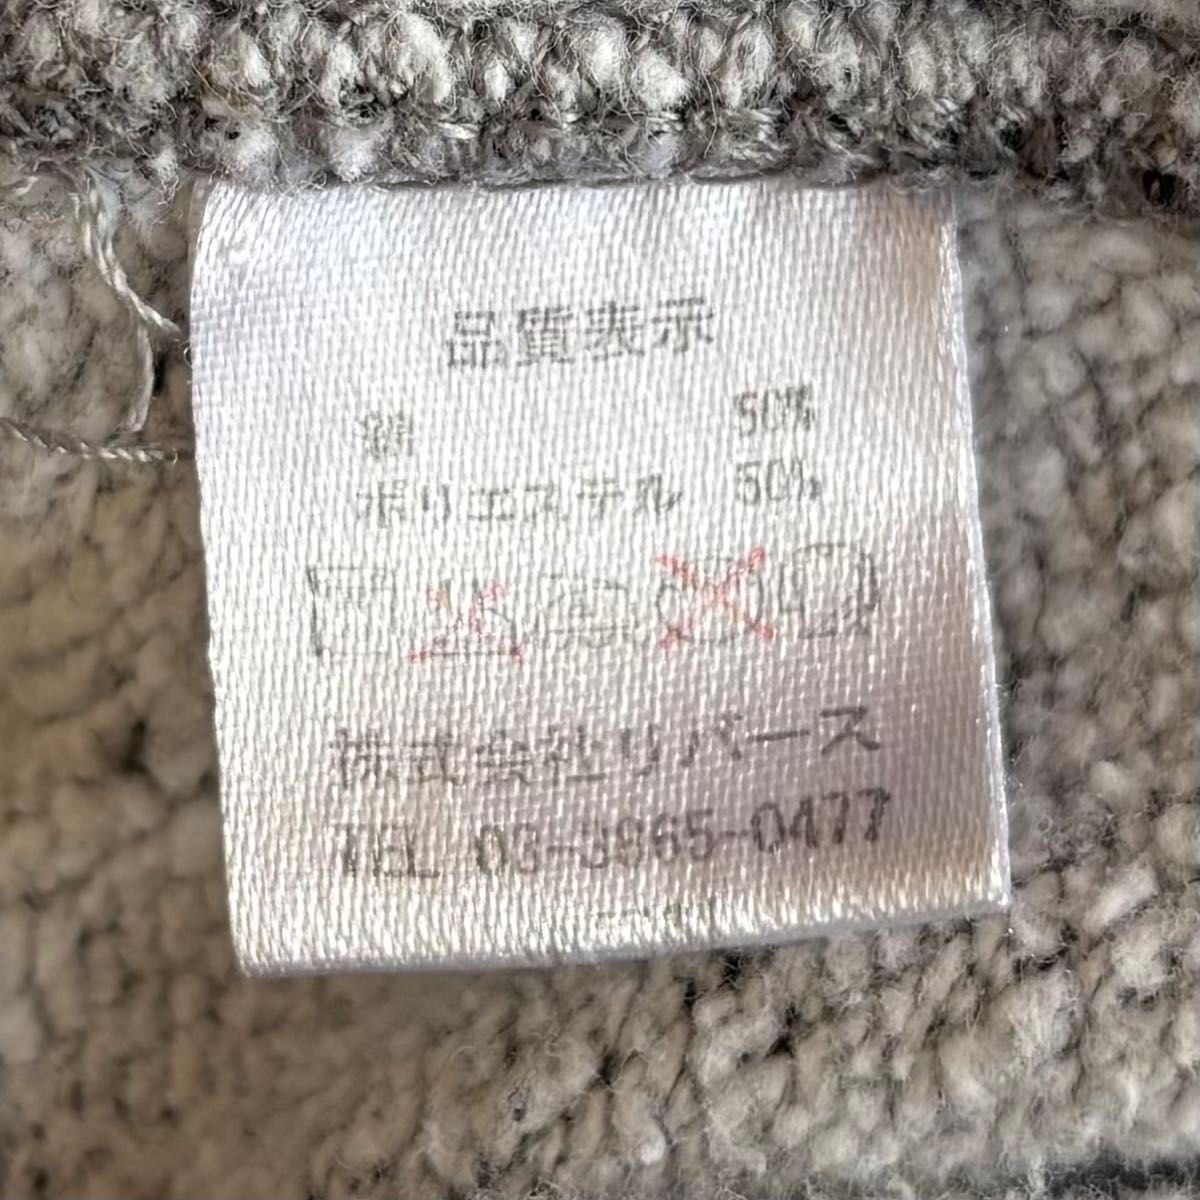 品質表示
綿 50%
ポリエステル 50%
株式会社リバース
TEL 03-3865-0477